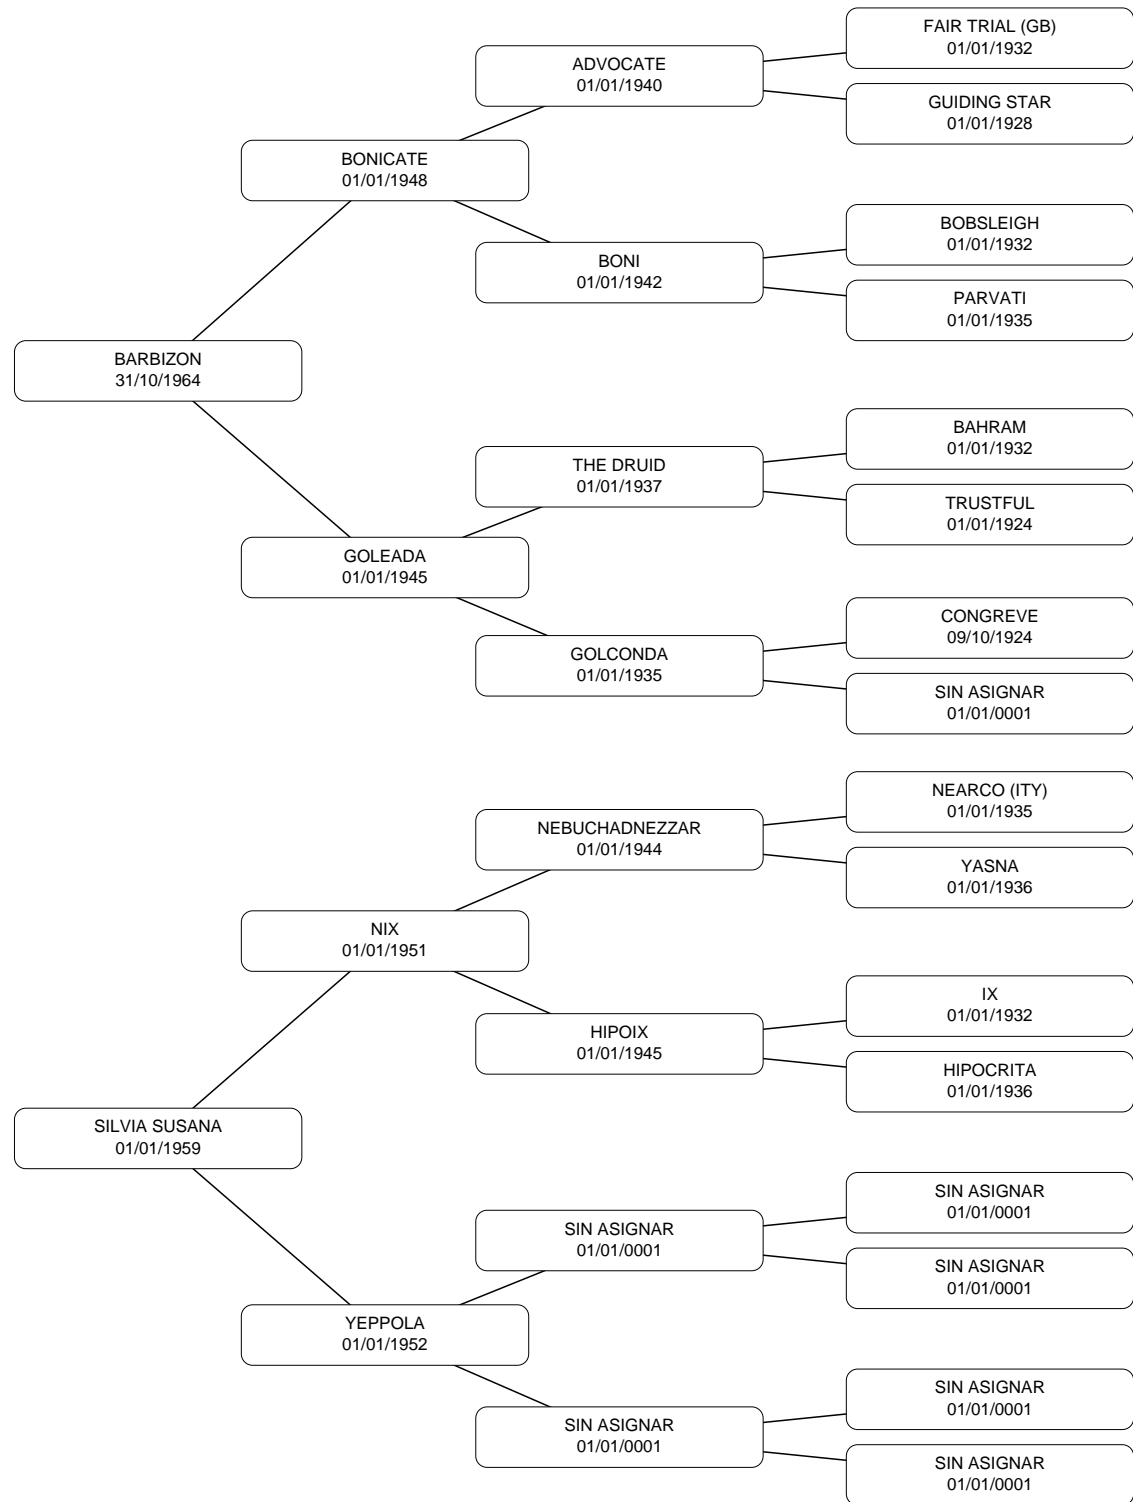 FAIR TRIAL (GB)
01/01/1932
ADVOCATE
01/01/1940
GUIDING STAR
01/01/1928
BONICATE
01/01/1948
BOBSLEIGH
01/01/1932
BONI
01/01/1942
PARVATI
01/01/1935
BARBIZON
31/10/1964
BAHRAM
01/01/1932
THE DRUID
01/01/1937
TRUSTFUL
01/01/1924
GOLEADA
01/01/1945
CONGREVE
09/10/1924
GOLCONDA
01/01/1935
SIN ASIGNAR
01/01/0001
NEARCO (ITY)
01/01/1935
NEBUCHADNEZZAR
01/01/1944
YASNA
01/01/1936
NIX
01/01/1951
IX
01/01/1932
HIPOIX
01/01/1945
HIPOCRITA
01/01/1936
SILVIA SUSANA
01/01/1959
SIN ASIGNAR
01/01/0001
SIN ASIGNAR
01/01/0001
SIN ASIGNAR
01/01/0001
YEPPOLA
01/01/1952
SIN ASIGNAR
01/01/0001
SIN ASIGNAR
01/01/0001
SIN ASIGNAR
01/01/0001